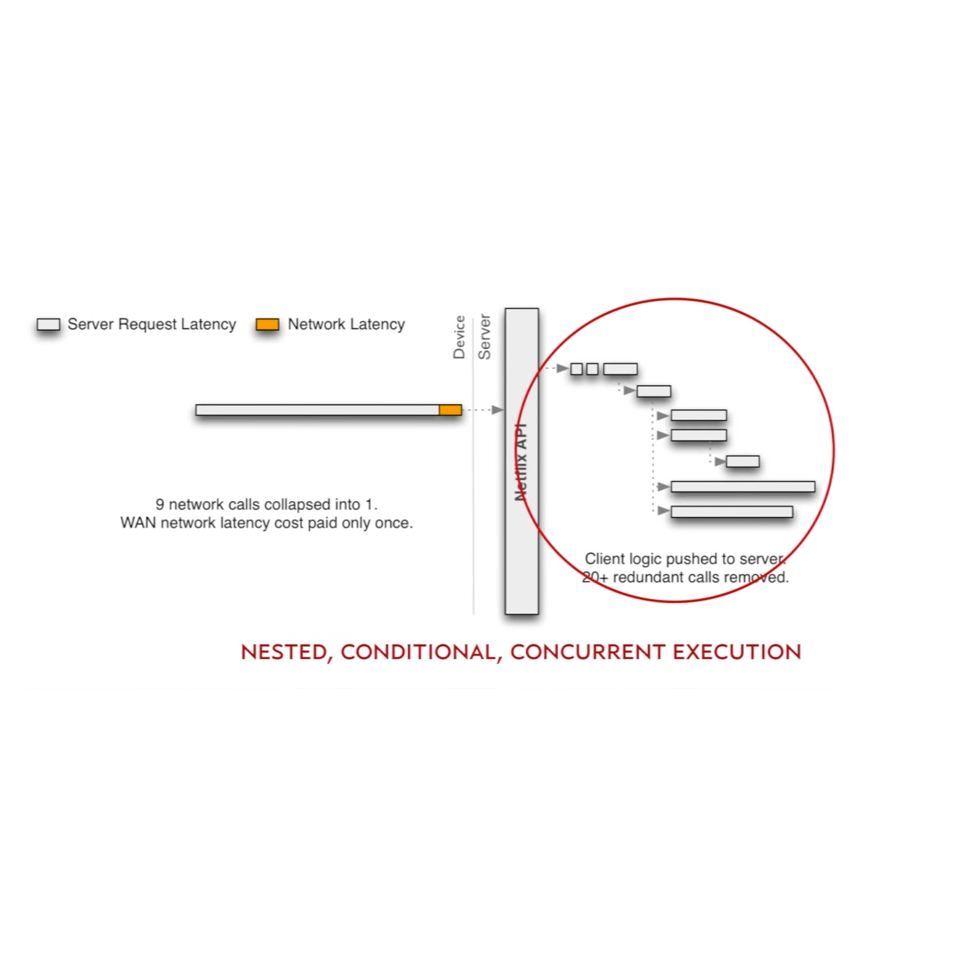 Server Request Latency
Network Latency
Device
Server
Netflix API
9 network calls collapsed into 1.
WAN network latency cost paid only once.
Client logic pushed to server.
20+ redundant calls removed.
NESTED, CONDITIONAL, CONCURRENT EXECUTION